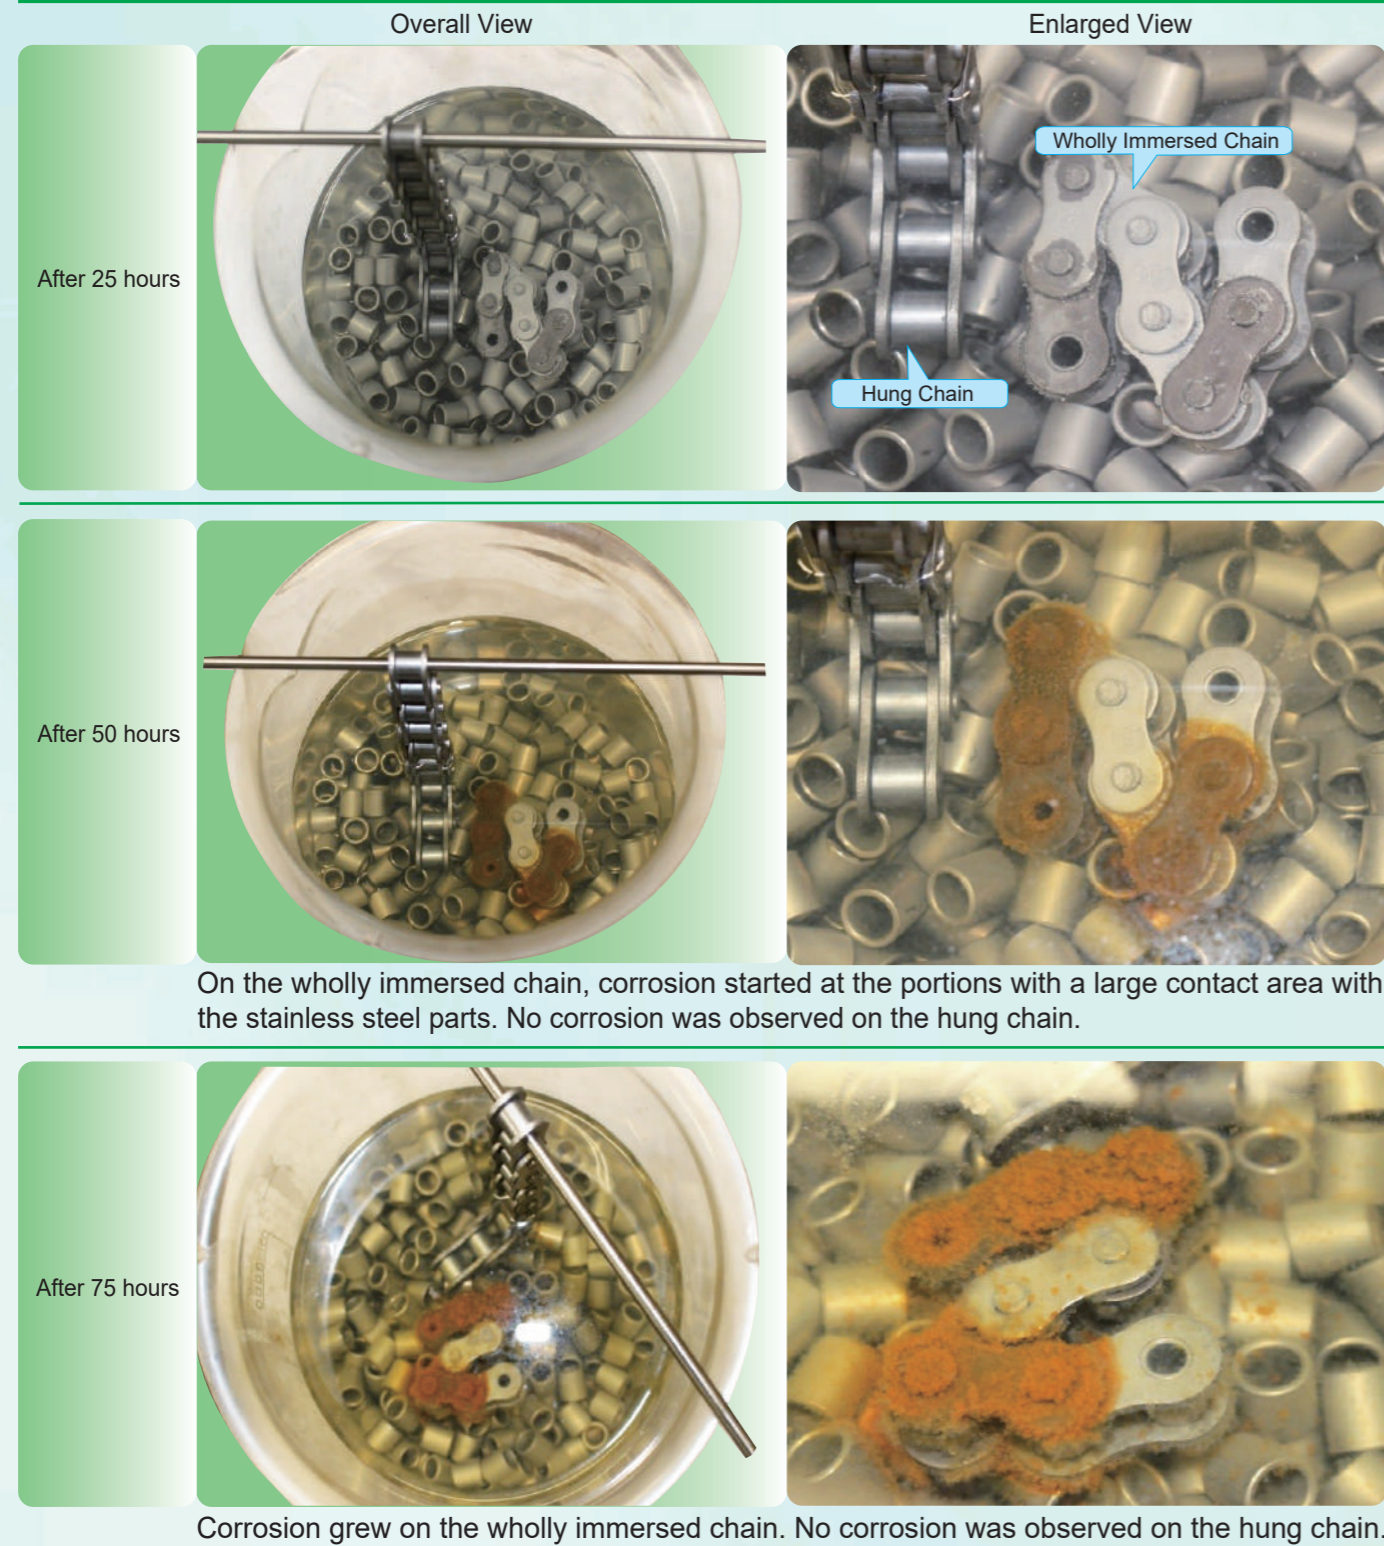 Overall View
Enlarged View
After 25 hours
Wholly Immersed Chain
Hung Chain
After 50 hours
On the wholly immersed chain, corrosion started at the portions with a large contact area with
the stainless steel parts. No corrosion was observed on the hung chain.
After 75 hours
Corrosion grew on the wholly immersed chain. No corrosion was observed on the hung chain.